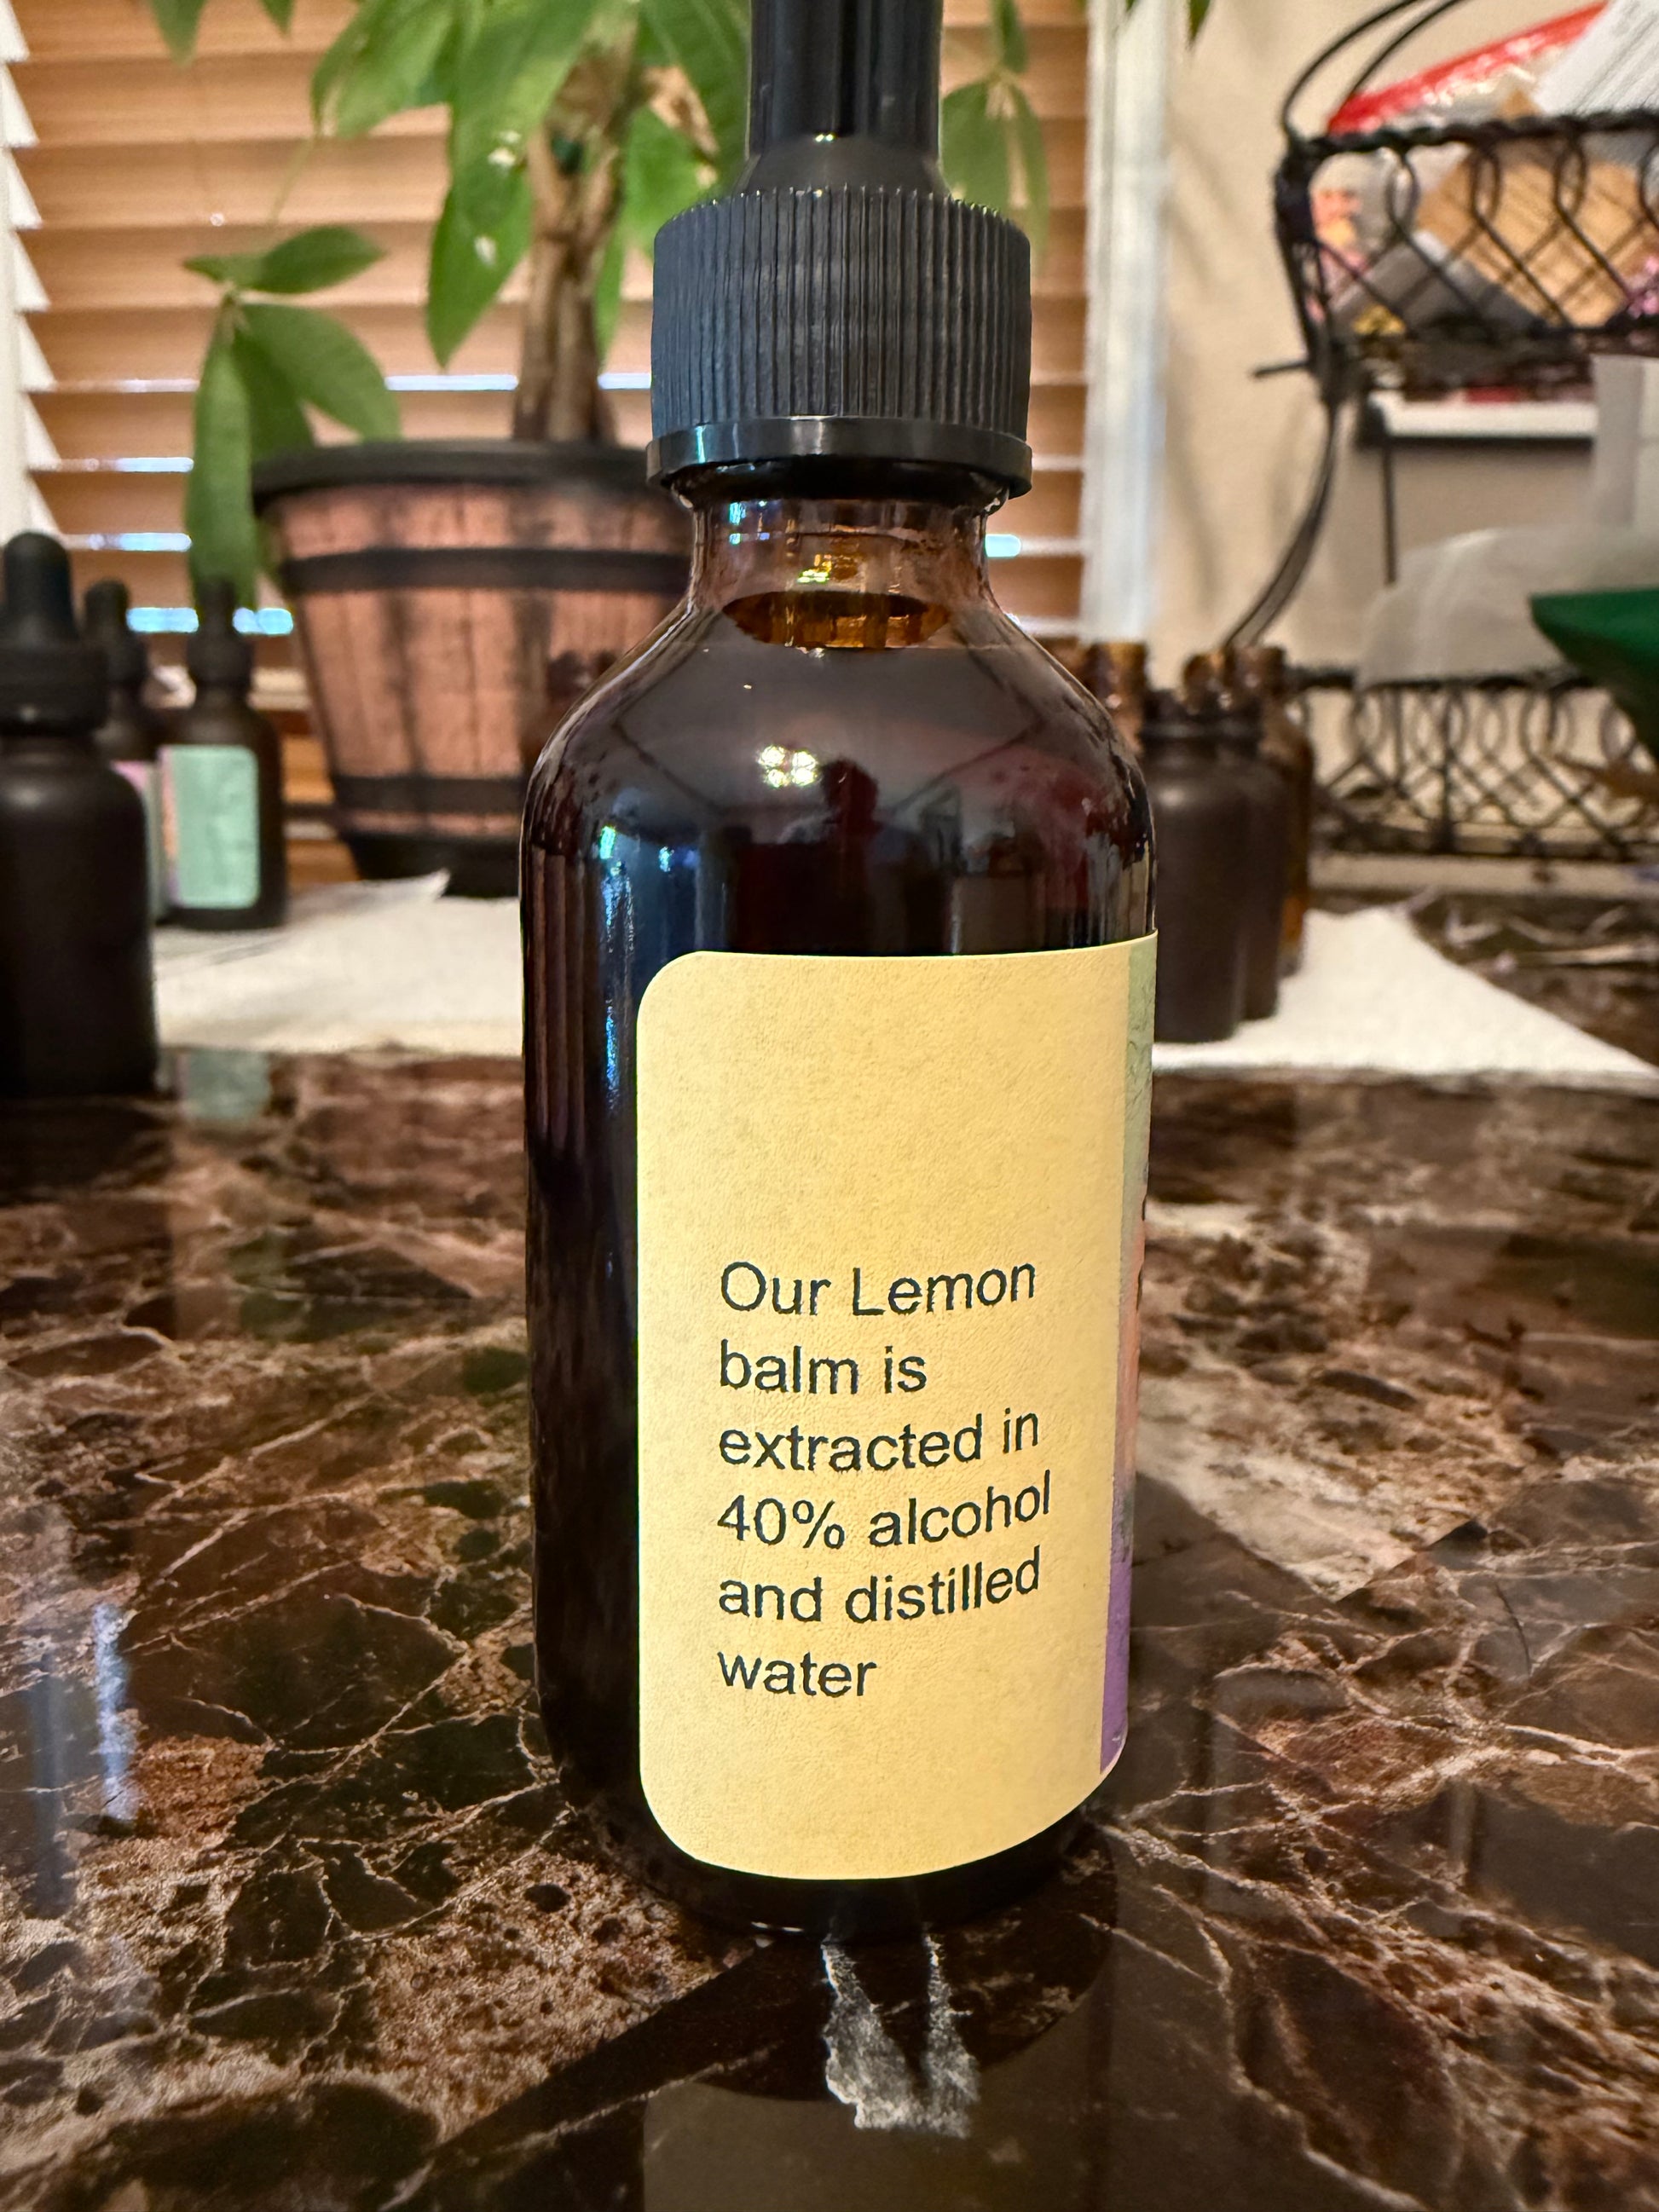 Our Lemon
balm is
extracted in
40% alcohol
and distilled
water